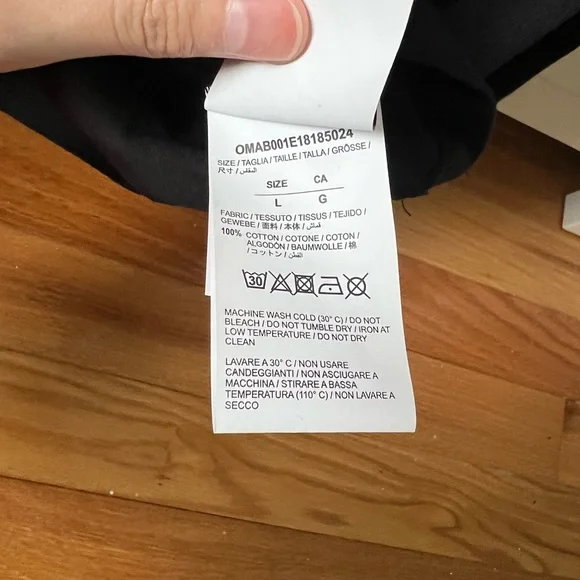 OMAB001E18185024
SIZE / TAGLIA / TAILLE / TALLA / GRÖSSE /
尺寸 / المقاس
SIZE CA
L G
FABRIC / TESSUTO / TISSUS / TEJIDO /
GEWEBE / 面料 / 本体 / قماش
100% COTTON / COTONE / COTON /
ALGODÓN / BAUMWOLLE / 棉
/ コットン / القطن
30
MACHINE WASH COLD (30° C) / DO NOT
BLEACH / DO NOT TUMBLE DRY / IRON AT
LOW TEMPERATURE / DO NOT DRY
CLEAN
LAVARE A 30° C / NON USARE
CANDEGGIANTI / NON ASCIUGARE A
MACCHINA / STIRARE A BASSA
TEMPERATURA (110° C) / NON LAVARE A
SECCO